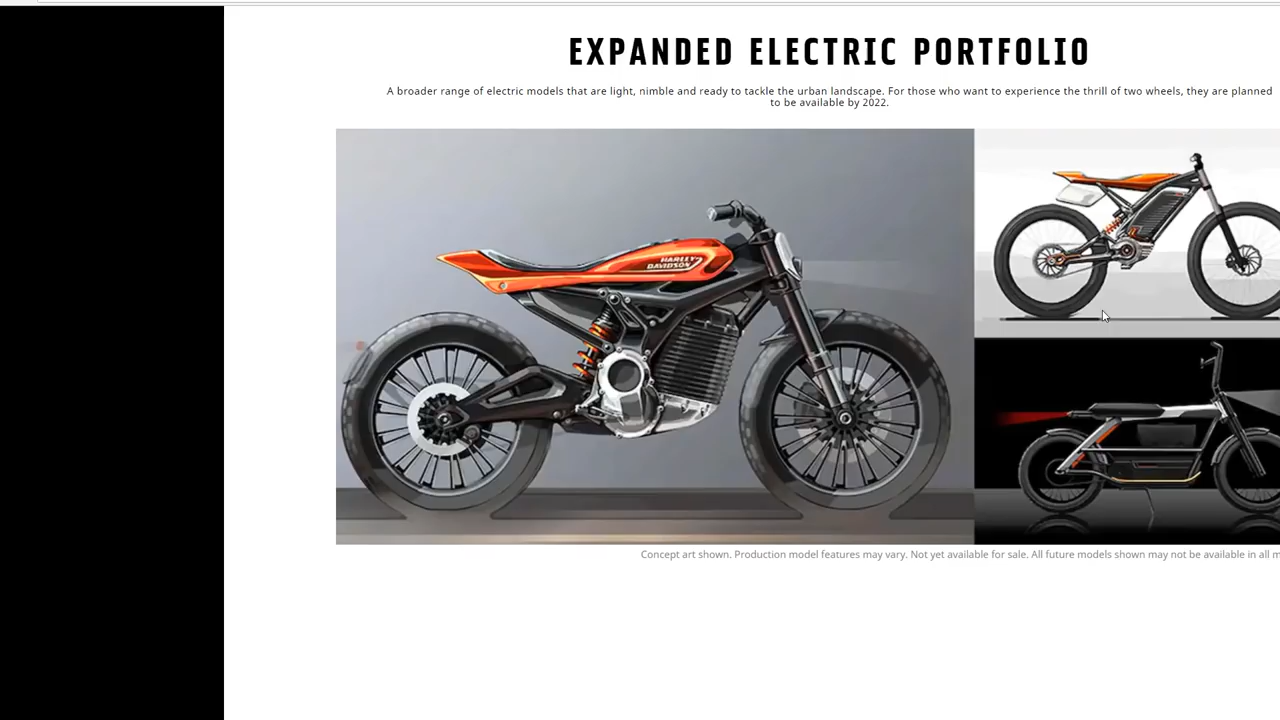 EXPANDED ELECTRIC PORTFOLIO
A broader range of electric models that are light, nimble and ready to tackle the urban landscape. For those who want to experience the thrill of two wheels, they are planned
to be available by 2022.
HARLEY
DAVIDSON
Concept art shown. Production model features may vary. Not yet available for sale. All future models shown may not be available in all m